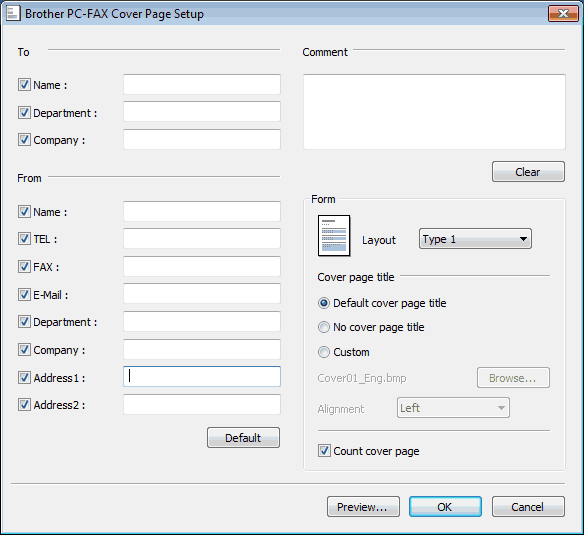 Brother PC-FAX Cover Page Setup
To
Name :
Department :
Company :
From
Name :
TEL :
FAX :
E-Mail :
Department :
Company :
Address1 :
Address2 :
Default
Comment
Clear
Form
Layout Type 1
Cover page title
Default cover page title
No cover page title
Custom
Cover01_Eng.bmp Browse...
Alignment Left
Count cover page
Preview... OK Cancel